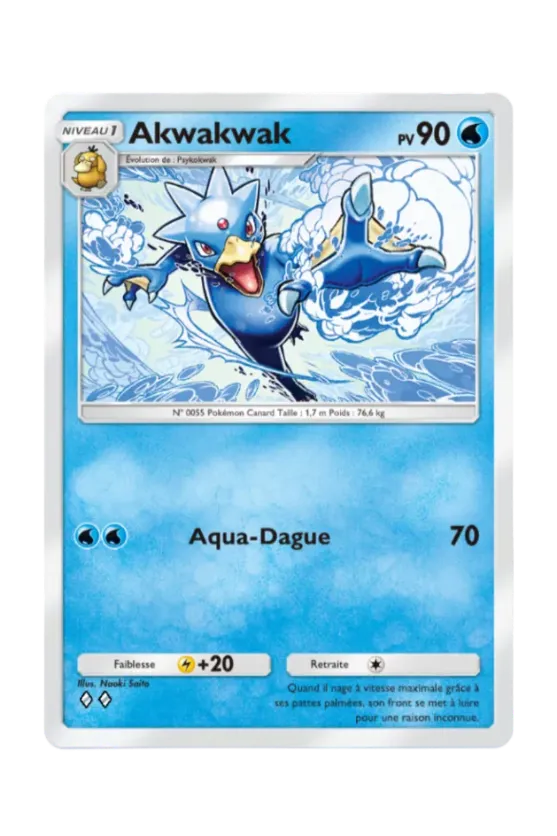 NIVEAU 1
Akwakwak
PV 90
Évolution de : Psykokwak
N° 0055 Pokémon Canard Taille : 1,7 m Poids : 76,6 kg
Aqua-Dague 70
Faiblesse +20 Retraite
Illus. Naoki Saito
Quand il nage à vitesse maximale grâce à
ses pattes palmées, son front se met à luire
pour une raison inconnue.